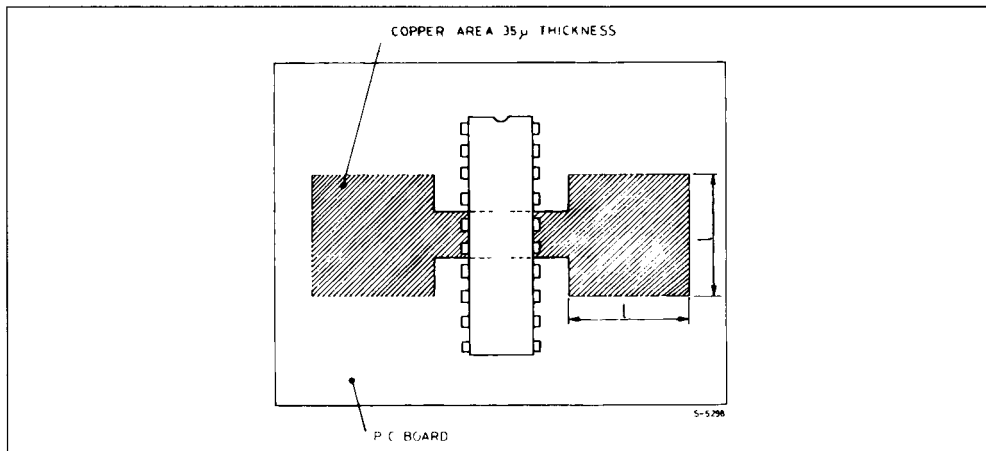 COPPER AREA 35µ THICKNESS
l
l
S-5298
P.C BOARD